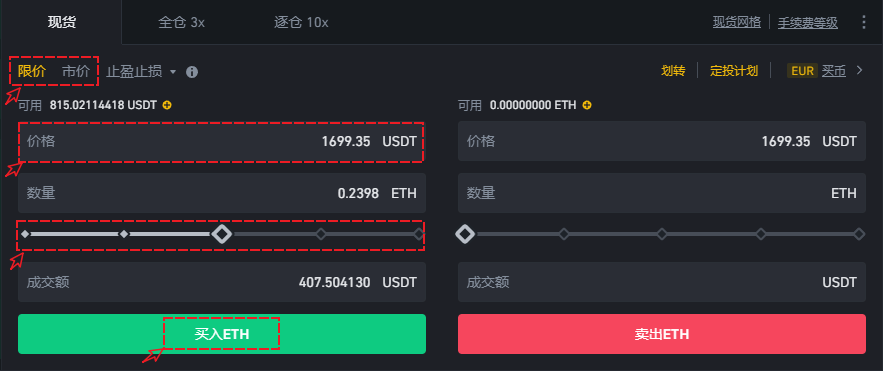 现货 全仓 3x 逐仓 10x 现货网格 手续费等级
限价 市价 止盈止损 划转 定投计划 EUR 买币
可用 815.02114418 USDT 可用 0.00000000 ETH
价格 1699.35 USDT 价格 1699.35 USDT
数量 0.2398 ETH 数量 ETH
成交额 407.504130 USDT 成交额 USDT
买入ETH 卖出ETH